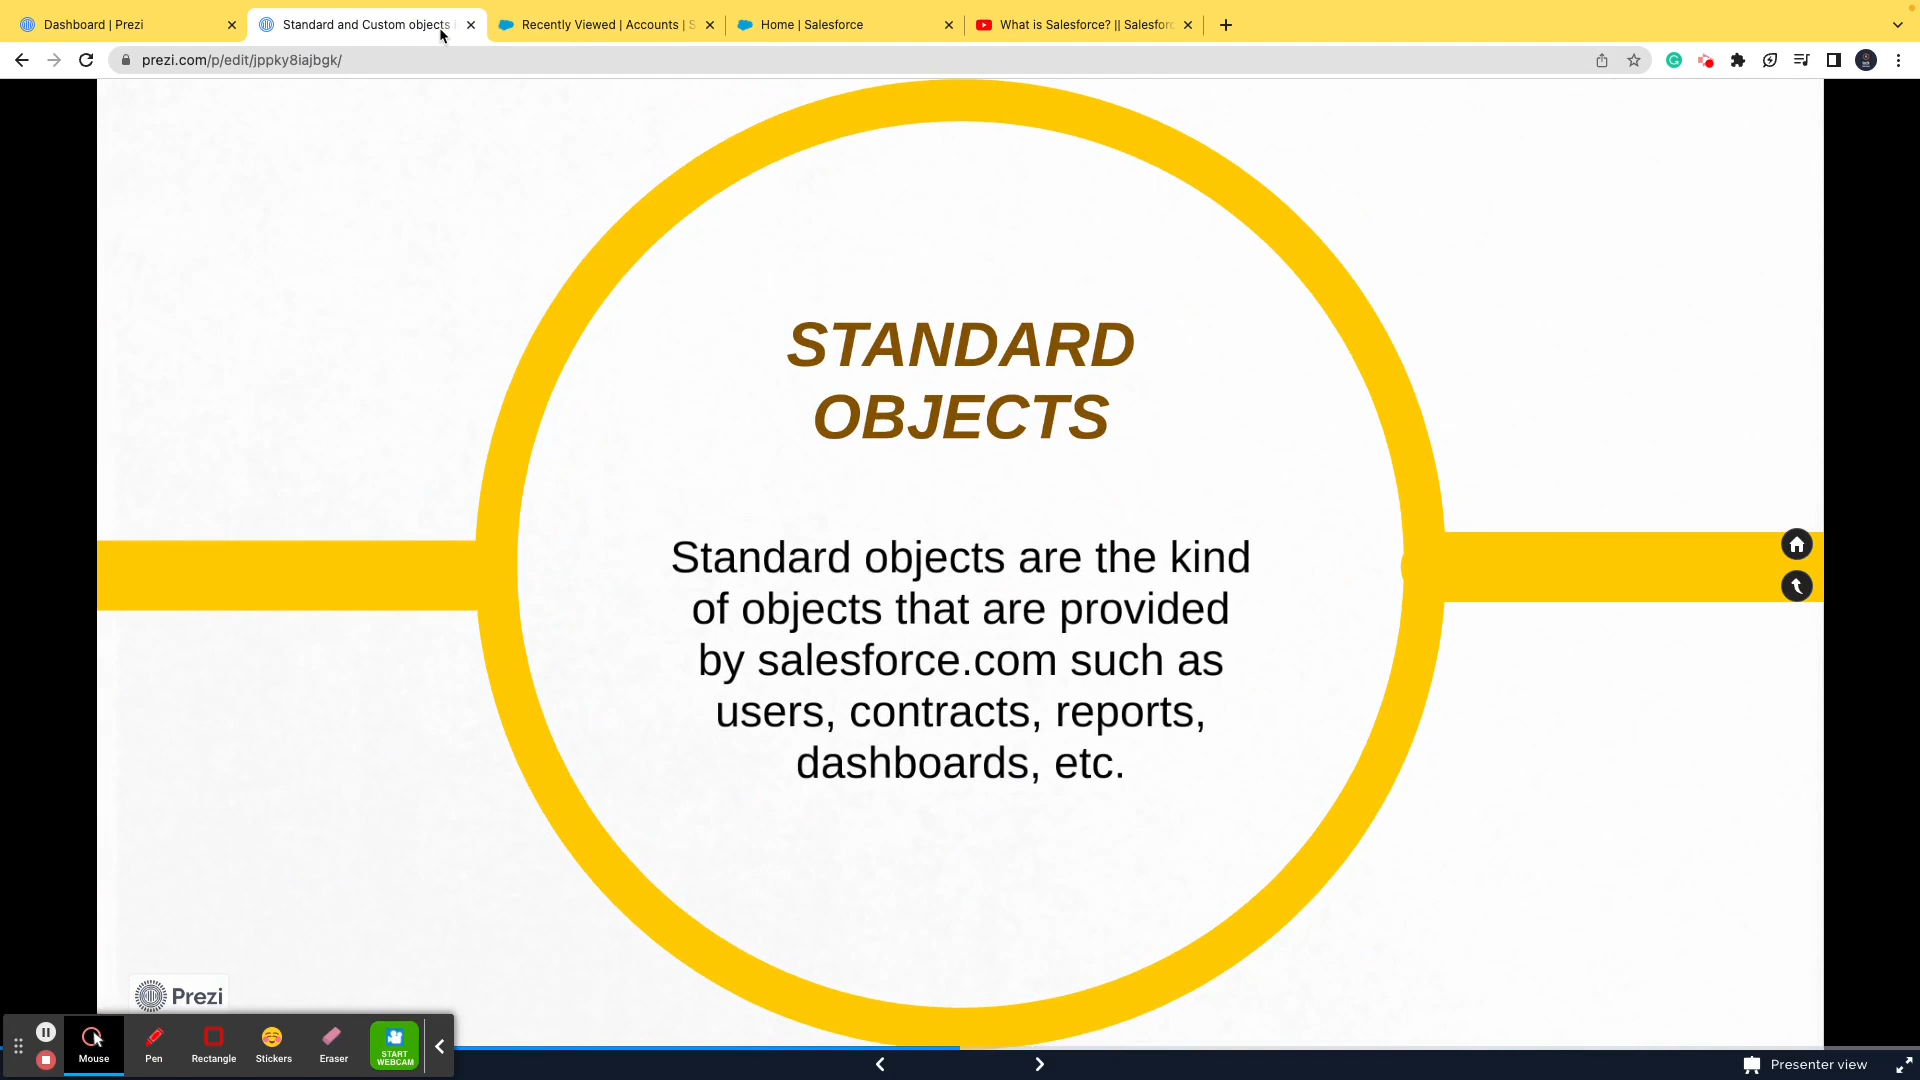 Dashboard | Prezi
Standard and Custom objects
Recently Viewed | Accounts | S
Home | Salesforce
What is Salesforce? || Salesforc
prezi.com/p/edit/jppky8iajbgk/
STANDARD
OBJECTS
Standard objects are the kind
of objects that are provided
by salesforce.com such as
users, contracts, reports,
dashboards, etc.
Prezi
Mouse
Pen
Rectangle
Stickers
Eraser
START
WEBCAM
Presenter view